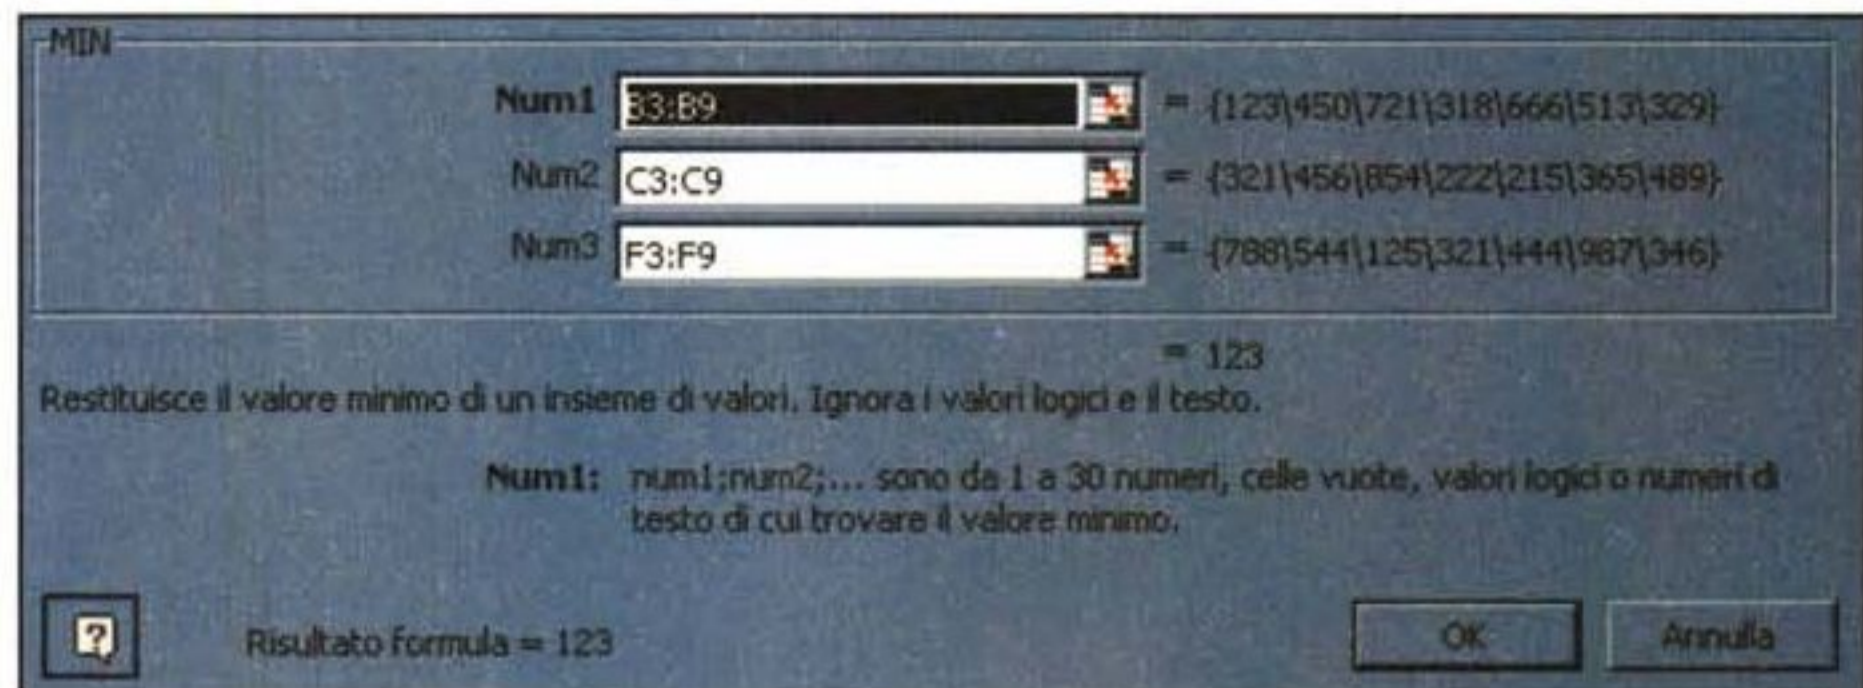 MIN
Num1 B3:B9 = {123\450\721\318\666\513\329}
Num2 C3:C9 = {321\456\854\222\215\365\489}
Num3 F3:F9 = {788\544\125\321\444\987\346}
= 123
Restituisce il valore minimo di un insieme di valori. Ignora i valori logici e il testo.
Num1: num1;num2;... sono da 1 a 30 numeri, celle vuote, valori logici o numeri di
testo di cui trovare il valore minimo.
? Risultato formula = 123 OK Annulla